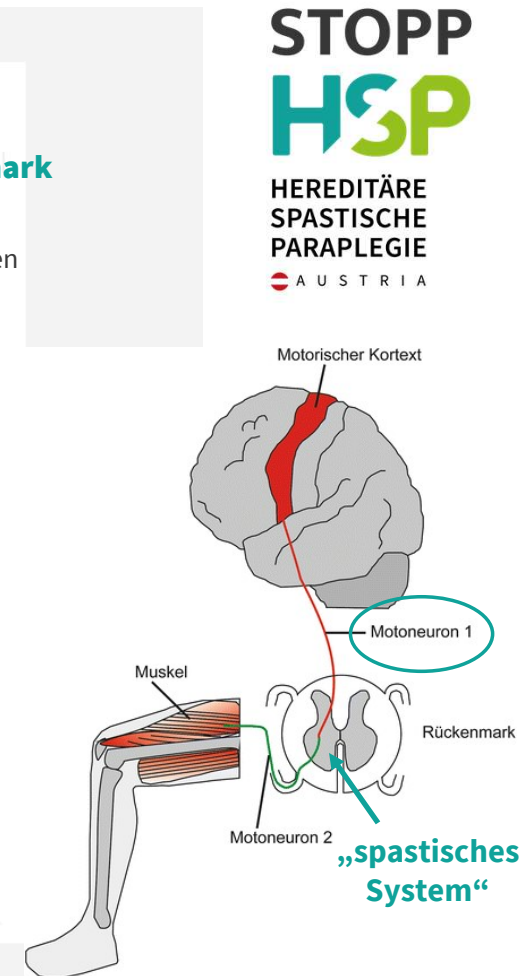 STOPP
HSP
HEREDITÄRE
SPASTISCHE
PARAPLEGIE
AUSTRIA
ark
en
Motorischer Kortext
Motoneuron 1
Muskel
Rückenmark
Motoneuron 2
„spastisches
System“